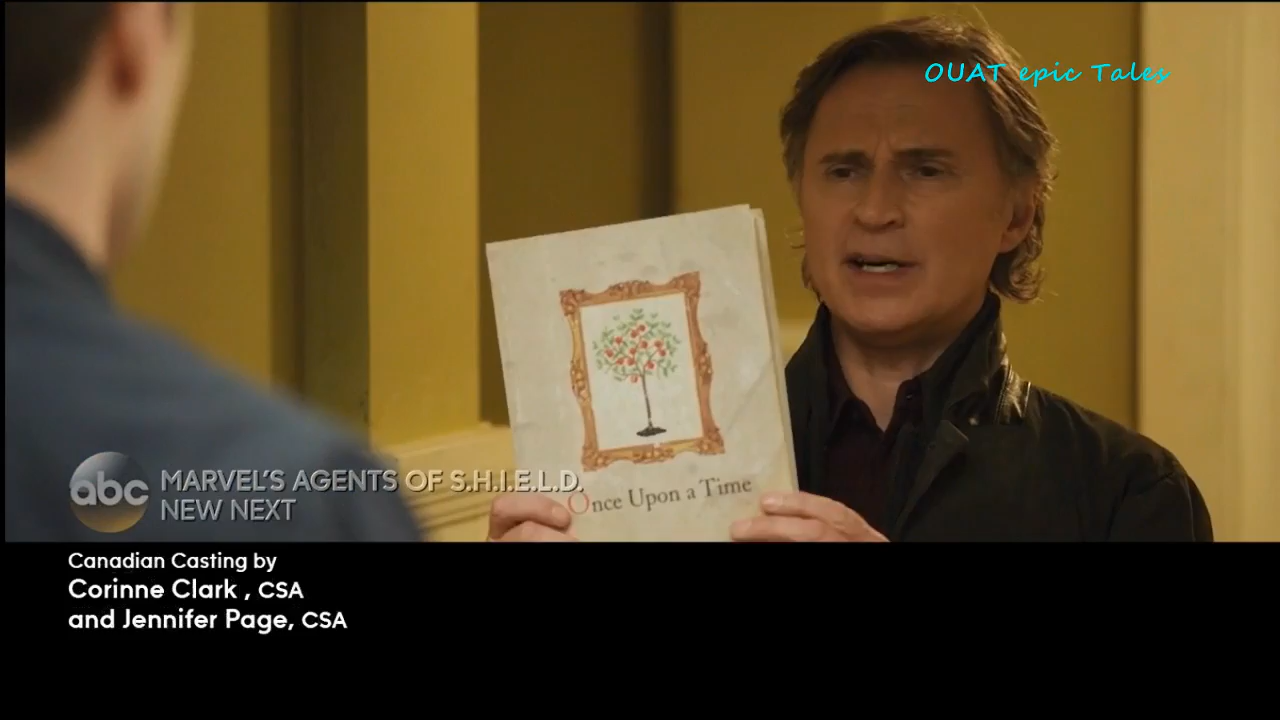 OUAT epic Tales
Once Upon a Time
abc
MARVEL'S AGENTS OF S.H.I.E.L.D.
NEW NEXT
Canadian Casting by
Corinne Clark , CSA
and Jennifer Page, CSA